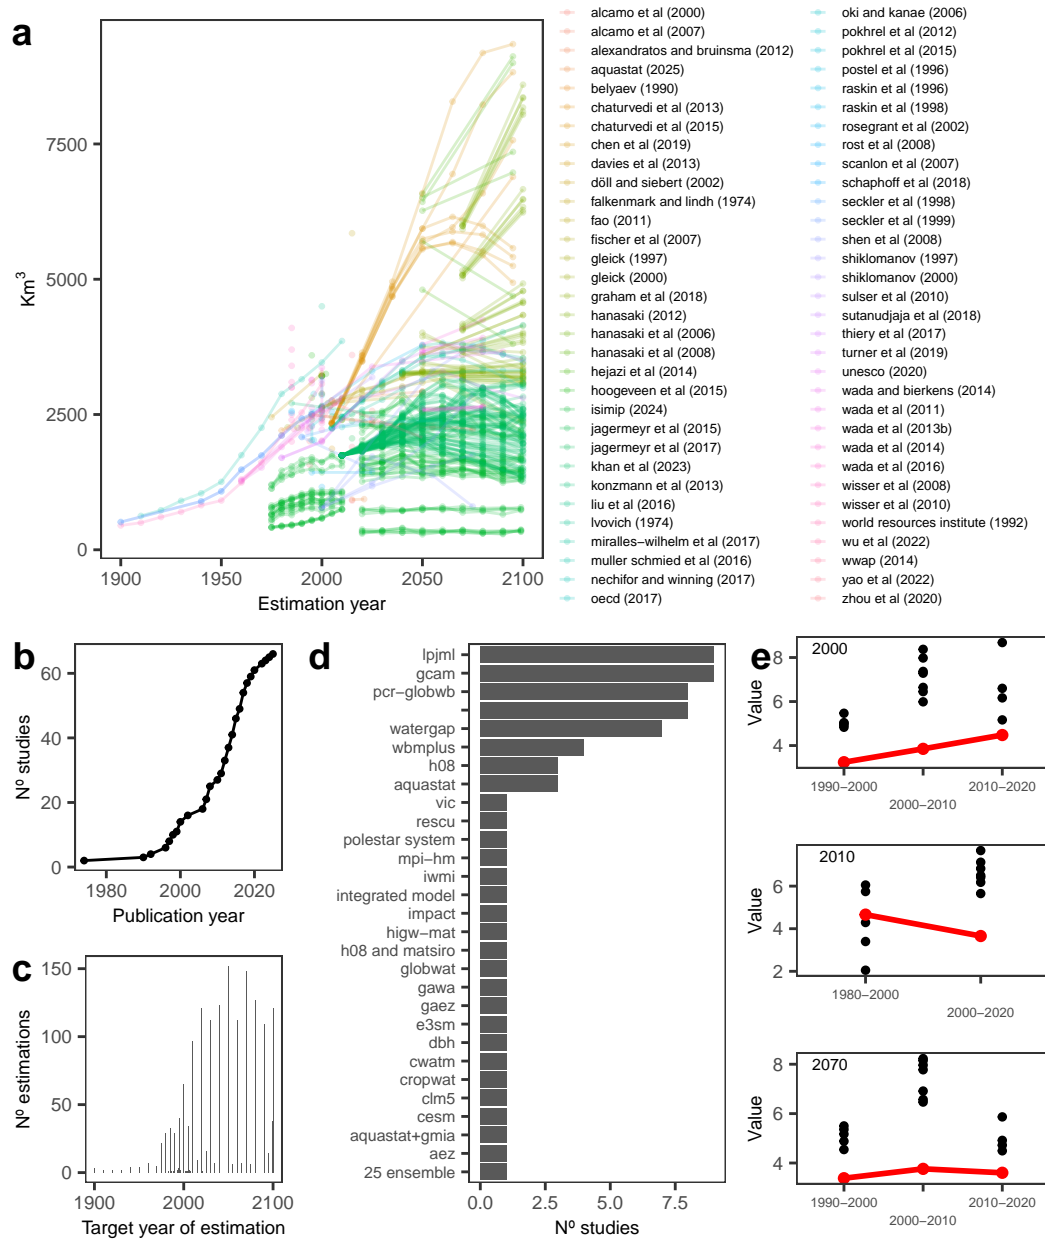 a
7500
5000
2500
0
Km3
1900
1950
2000
2050
2100
Estimation year
alcamo et al (2000)
alcamo et al (2007)
alexandratos and bruinsma (2012)
aquastat (2025)
belyaev (1990)
chaturvedi et al (2013)
chaturvedi et al (2015)
chen et al (2019)
davies et al (2013)
döll and siebert (2002)
falkenmark and lindh (1974)
fao (2011)
fischer et al (2007)
gleick (1997)
gleick (2000)
graham et al (2018)
hanasaki (2012)
hanasaki et al (2006)
hanasaki et al (2008)
hejazi et al (2014)
hoogeveen et al (2015)
isimip (2024)
jagermeyr et al (2015)
jagermeyr et al (2017)
khan et al (2023)
konzmann et al (2013)
liu et al (2016)
lvovich (1974)
miralles−wilhelm et al (2017)
muller schmied et al (2016)
nechifor and winning (2017)
oecd (2017)
oki and kanae (2006)
pokhrel et al (2012)
pokhrel et al (2015)
postel et al (1996)
raskin et al (1996)
raskin et al (1998)
rosegrant et al (2002)
rost et al (2008)
scanlon et al (2007)
schaphoff et al (2018)
seckler et al (1998)
seckler et al (1999)
shen et al (2008)
shiklomanov (1997)
shiklomanov (2000)
sulser et al (2010)
sutanudjaja et al (2018)
thiery et al (2017)
turner et al (2019)
unesco (2020)
wada and bierkens (2014)
wada et al (2011)
wada et al (2013b)
wada et al (2014)
wada et al (2016)
wisser et al (2008)
wisser et al (2010)
world resources institute (1992)
wu et al (2022)
wwap (2014)
yao et al (2022)
zhou et al (2020)
b
60
40
20
0
Nº studies
1980
2000
2020
Publication year
c
150
100
50
0
Nº estimations
1900
2000
2100
Target year of estimation
d
lpjml
gcam
pcr−globwb
watergap
wbmplus
h08
aquastat
vic
rescu
polestar system
mpi−hm
iwmi
integrated model
impact
higw−mat
h08 and matsiro
globwat
gawa
gaez
e3sm
dbh
cwatm
cropwat
clm5
cesm
aquastat+gmia
aez
25 ensemble
0.0
2.5
5.0
7.5
Nº studies
e
2000
8
6
4
Value
1990−2000
2000−2010
2010−2020
2010
6
4
2
Value
1980−2000
2000−2020
2070
8
6
4
Value
1990−2000
2000−2010
2010−2020